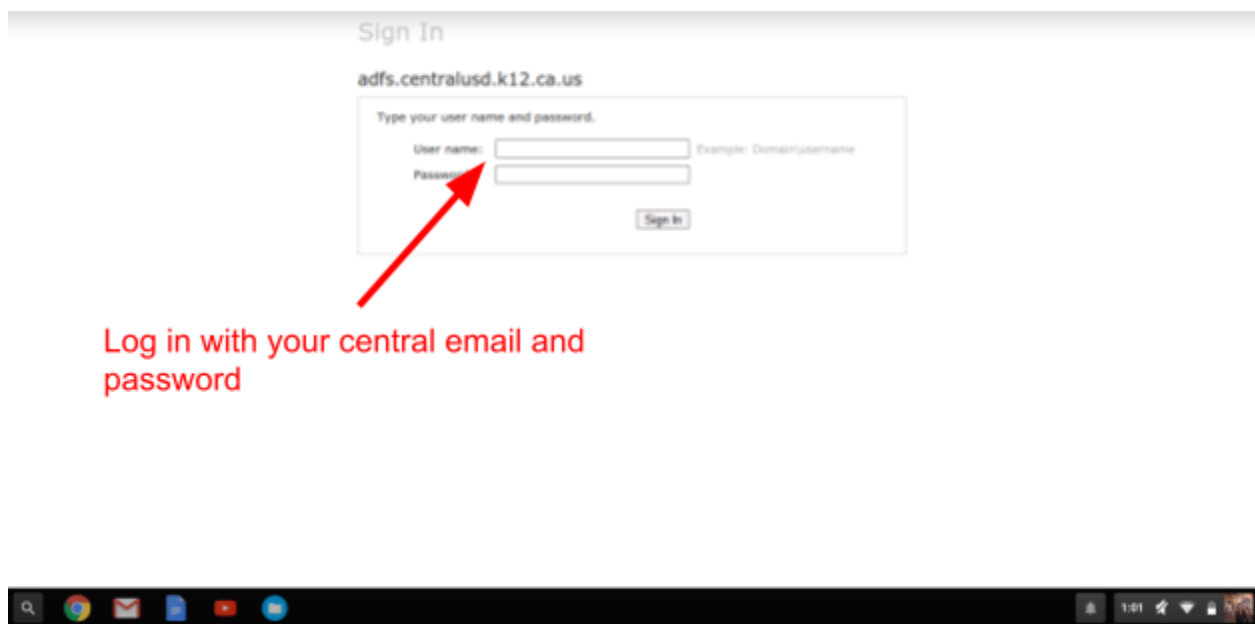 Sign In
adfs.centralusd.k12.ca.us
Type your user name and password.
User name:
Example: Domain\username
Password
Sign In
Log in with your central email and
password
1:01